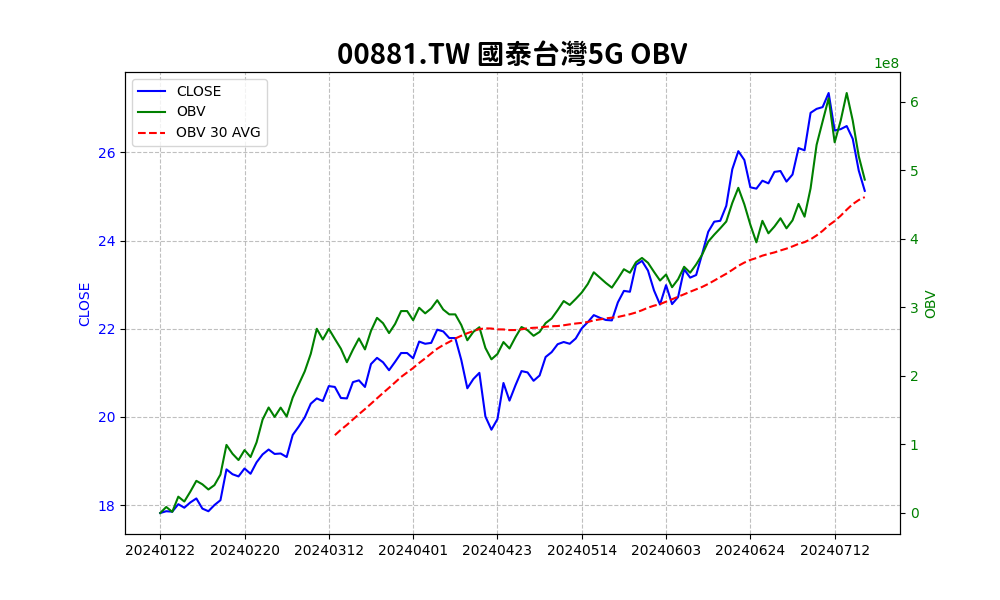 00881.TW 國泰台灣5G OBV
1e8
CLOSE
OBV
OBV 30 AVG
26
24
22
20
18
CLOSE
6
5
4
3
2
1
0
OBV
20240122 20240220 20240312 20240401 20240423 20240514 20240603 20240624 20240712